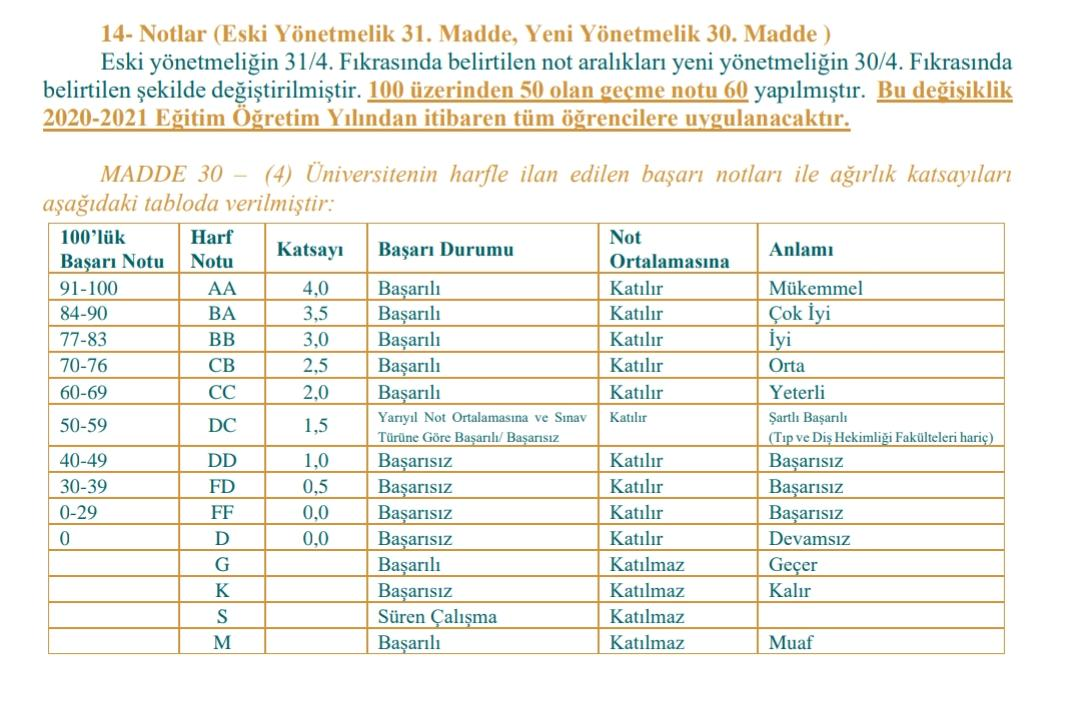 14- Notlar (Eski Yönetmelik 31. Madde, Yeni Yönetmelik 30. Madde )
Eski yönetmeliğin 31/4. Fıkrasında belirtilen not aralıkları yeni yönetmeliğin 30/4. Fıkrasında
belirtilen şekilde değiştirilmiştir. 100 üzerinden 50 olan geçme notu 60 yapılmıştır. Bu değişiklik
2020-2021 Eğitim Öğretim Yılından itibaren tüm öğrencilere uygulanacaktır.
MADDE 30 – (4) Üniversitenin harfle ilan edilen başarı notları ile ağırlık katsayıları
aşağıdaki tabloda verilmiştir:
100’lük Başarı Notu Harf Notu Katsayı Başarı Durumu Not Ortalamasına Anlamı
91-100 AA 4,0 Başarılı Katılır Mükemmel
84-90 BA 3,5 Başarılı Katılır Çok İyi
77-83 BB 3,0 Başarılı Katılır İyi
70-76 CB 2,5 Başarılı Katılır Orta
60-69 CC 2,0 Başarılı Katılır Yeterli
50-59 DC 1,5 Yarıyıl Not Ortalamasına ve Sınav Türüne Göre Başarılı/ Başarısız Katılır Şartlı Başarılı (Tıp ve Diş Hekimliği Fakülteleri hariç)
40-49 DD 1,0 Başarısız Katılır Başarısız
30-39 FD 0,5 Başarısız Katılır Başarısız
0-29 FF 0,0 Başarısız Katılır Başarısız
0 D 0,0 Başarısız Katılır Devamsız
G Başarılı Katılmaz Geçer
K Başarısız Katılmaz Kalır
S Süren Çalışma Katılmaz
M Başarılı Katılmaz Muaf